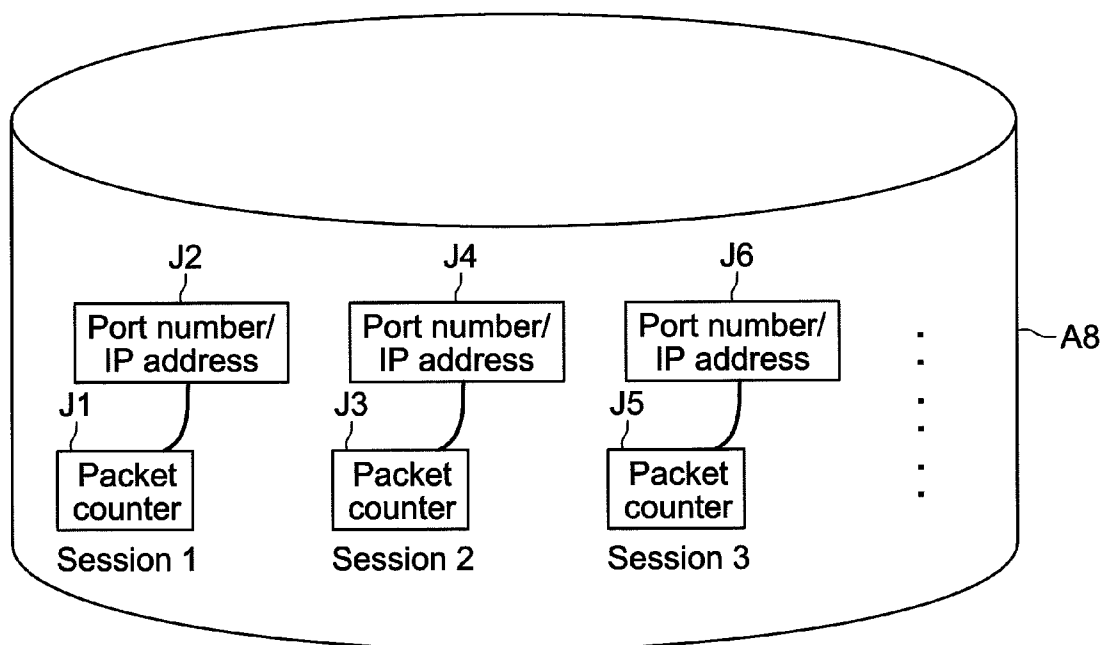 J2
J4
J6
Port number/
IP address
Port number/
IP address
Port number/
IP address
A8
J1
J3
J5
Packet
counter
Packet
counter
Packet
counter
Session 1
Session 2
Session 3